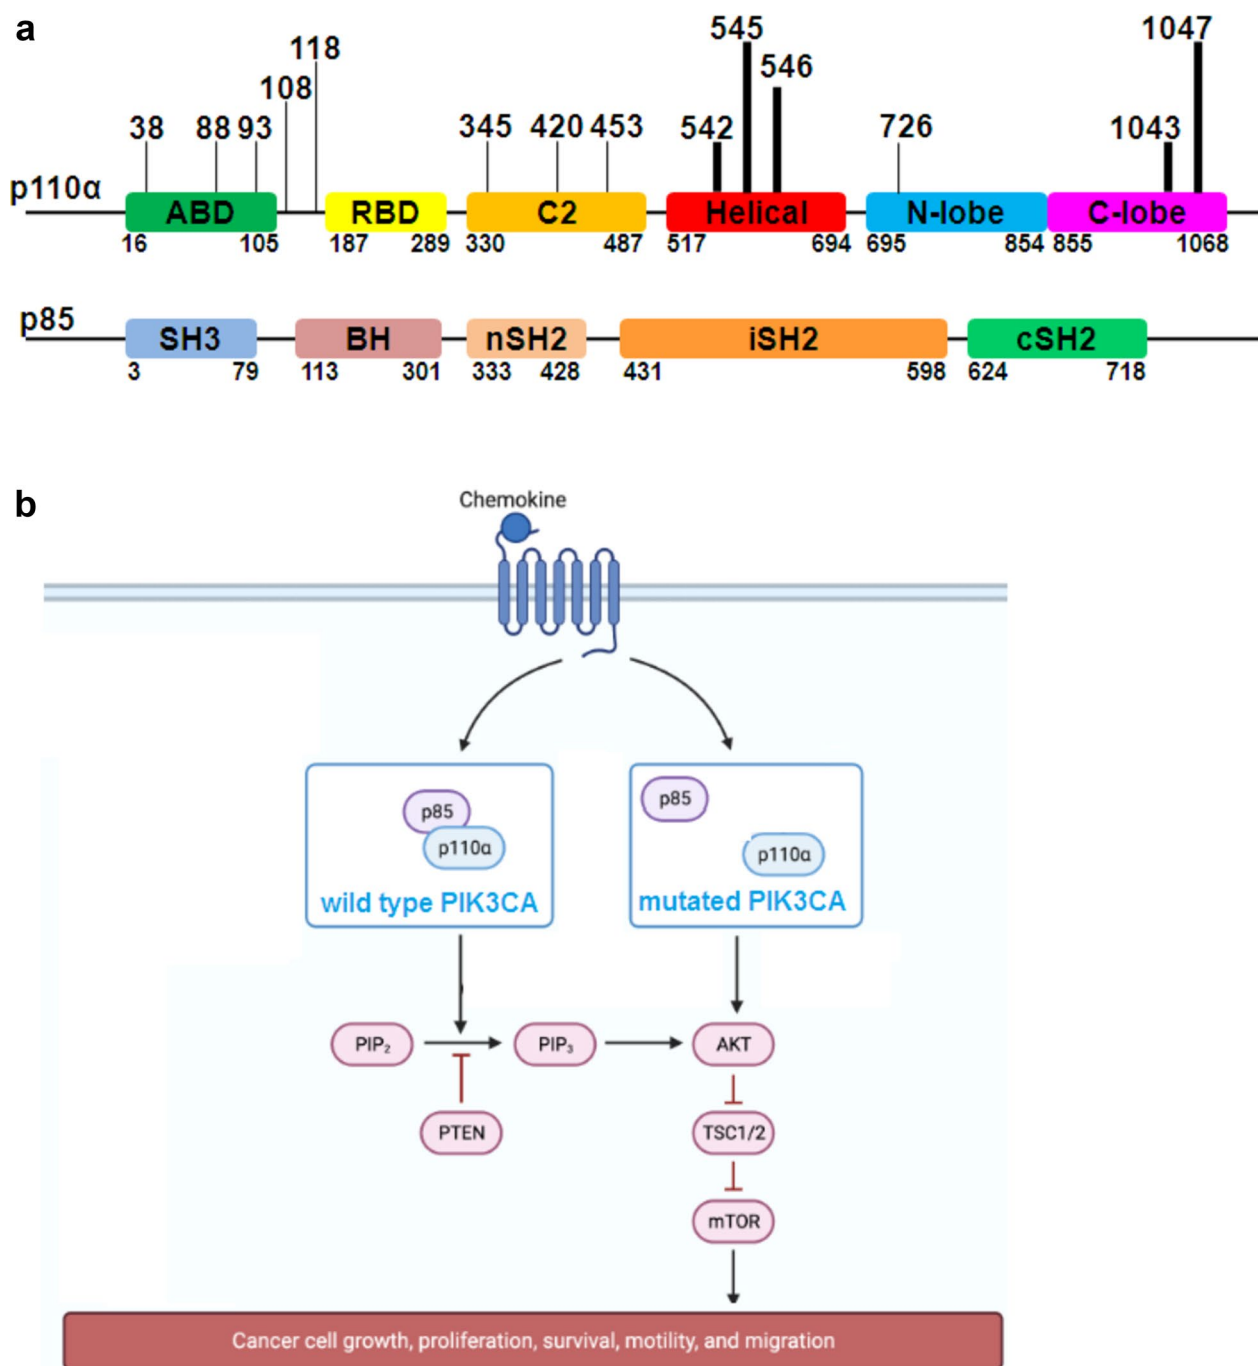 a
118
545
1047
108
546
38 88 93
345 420 453
542
726
1043
p110α
ABD RBD C2 Helical N-lobe C-lobe
16 105 187 289 330 487 517 694 695 854 855 1068
p85
SH3 BH nSH2 iSH2 cSH2
3 79 113 301 333 428 431 598 624 718
b
Chemokine
p85
p110α
wild type PIK3CA
p85
p110α
mutated PIK3CA
PIP₂ PIP₃ AKT
PTEN TSC1/2
mTOR
Cancer cell growth, proliferation, survival, motility, and migration